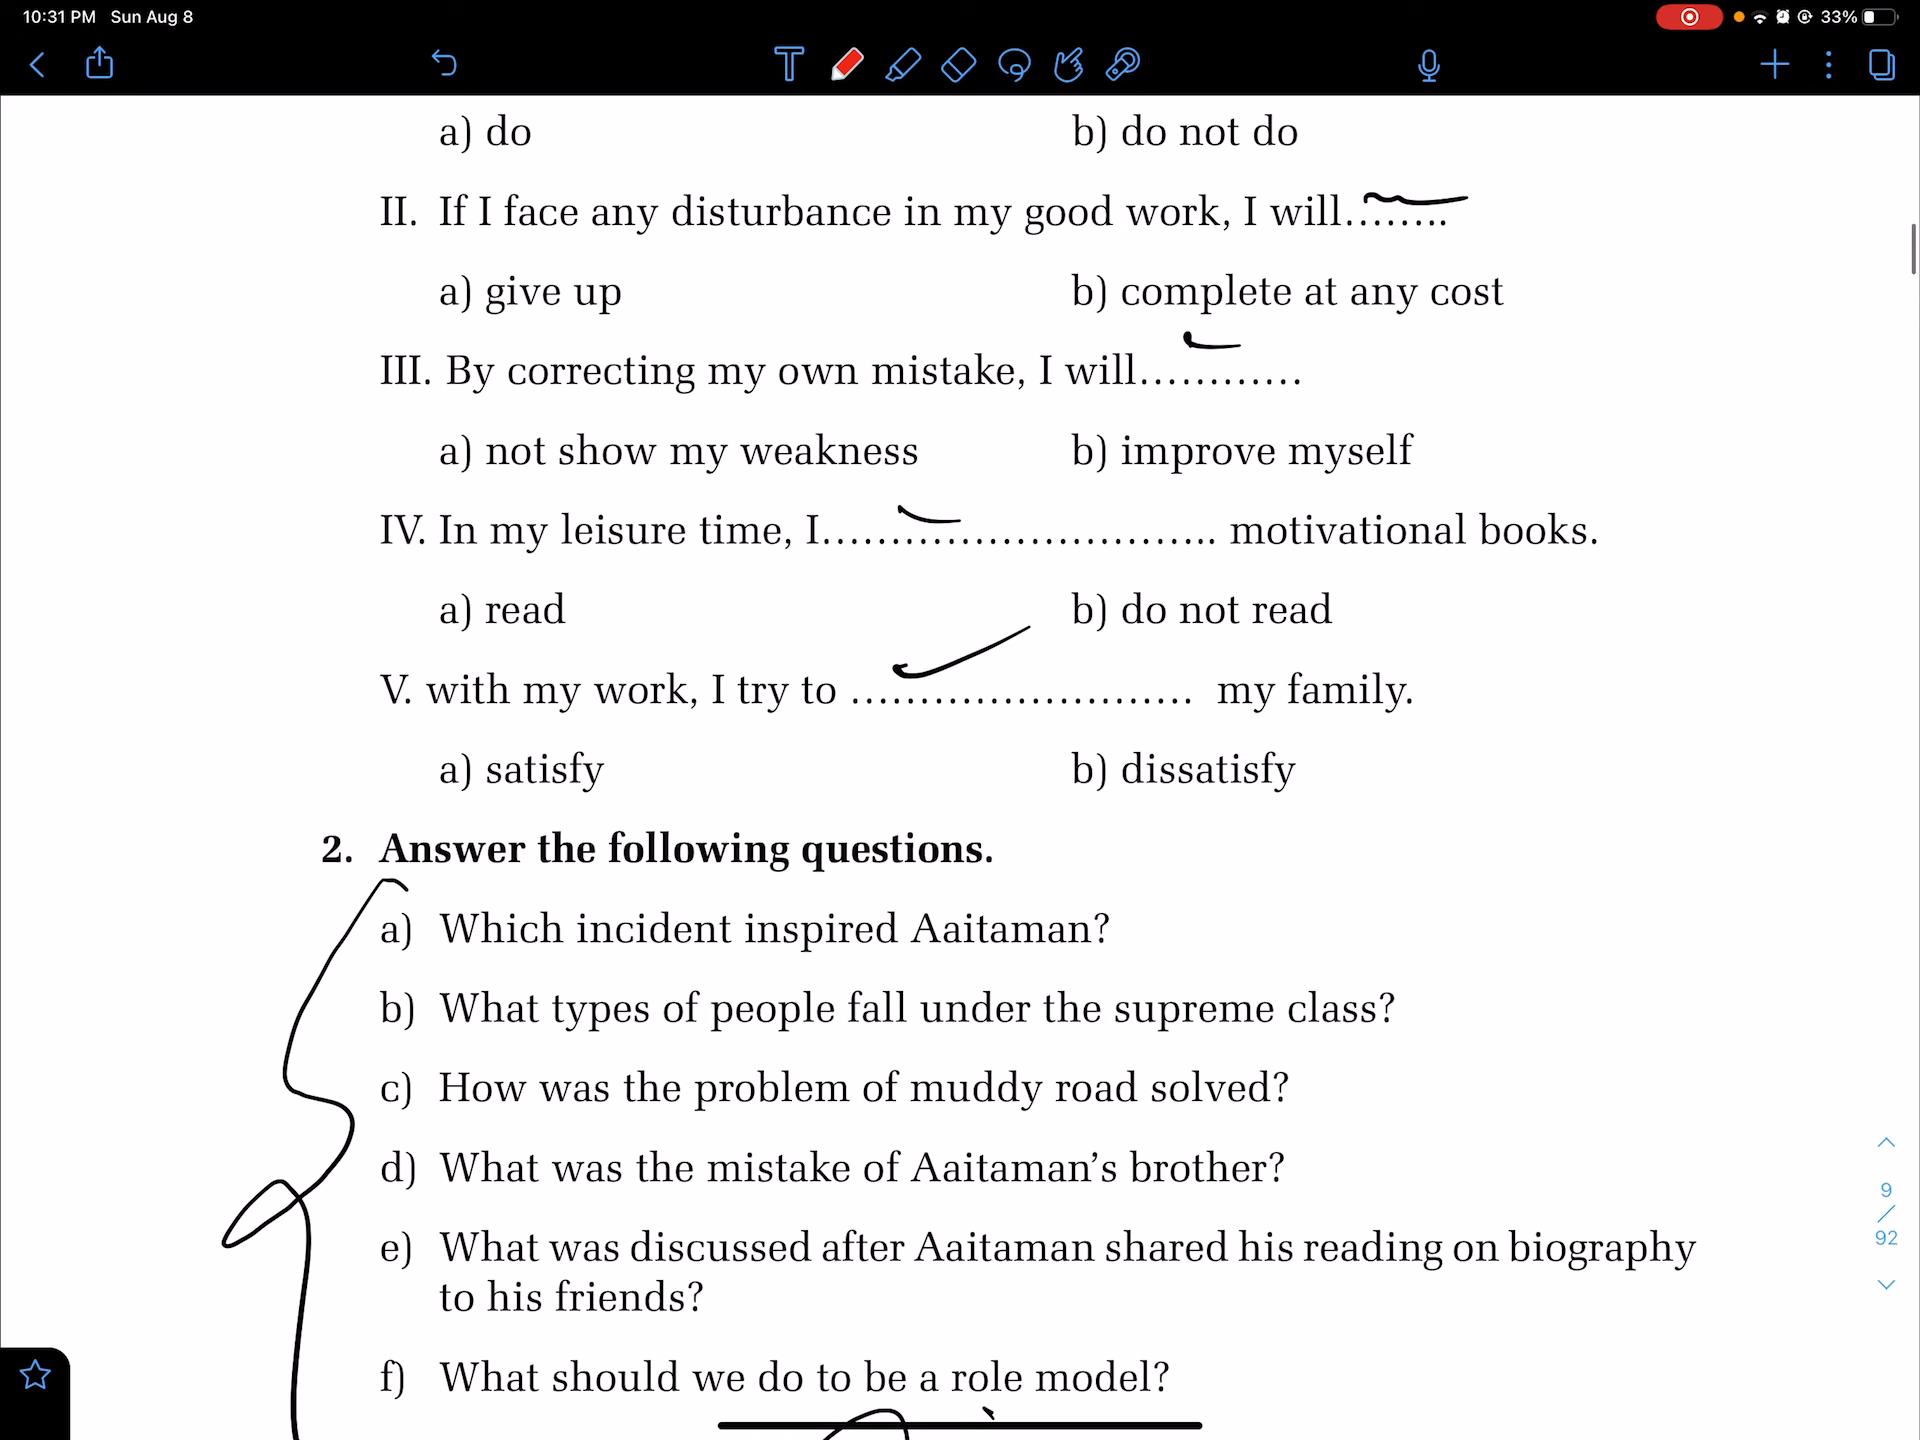 10:31 PM Sun Aug 8
33%
a) do b) do not do
II. If I face any disturbance in my good work, I will........
a) give up b) complete at any cost
III. By correcting my own mistake, I will............
a) not show my weakness b) improve myself
IV. In my leisure time, I............................. motivational books.
a) read b) do not read
V. with my work, I try to ......................... my family.
a) satisfy b) dissatisfy
2. Answer the following questions.
a) Which incident inspired Aaitaman?
b) What types of people fall under the supreme class?
c) How was the problem of muddy road solved?
d) What was the mistake of Aaitaman’s brother?
e) What was discussed after Aaitaman shared his reading on biography
to his friends?
f) What should we do to be a role model?
9
/
92